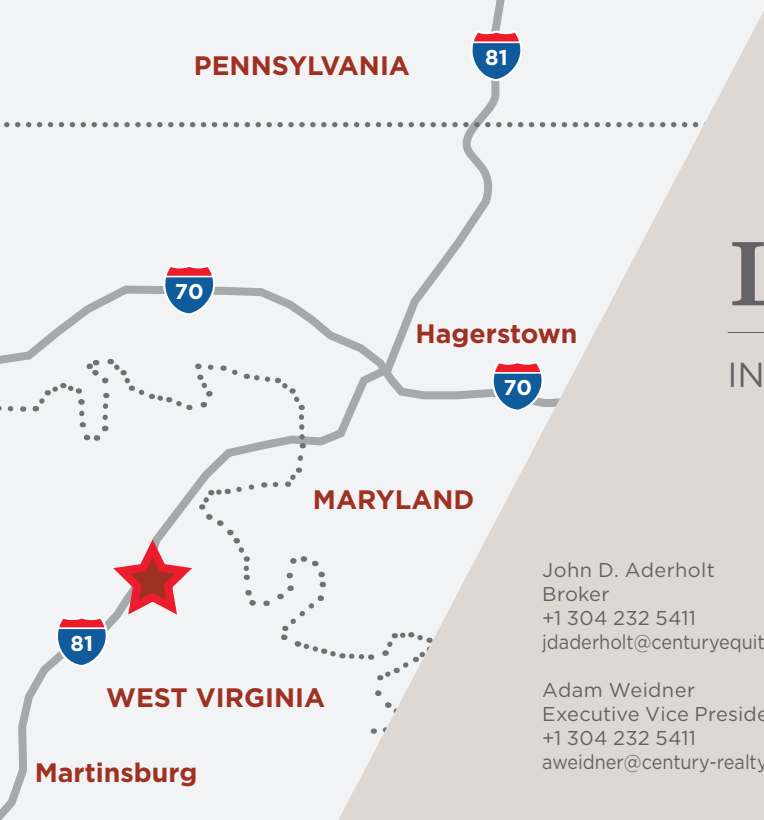 PENNSYLVANIA
81
70
Hagerstown
70
MARYLAND
81
WEST VIRGINIA
Martinsburg
IN
John D. Aderholt
Broker
+1 304 232 5411
jdaderholt@centuryequit
Adam Weidner
Executive Vice Preside
+1 304 232 5411
aweidner@century-realty